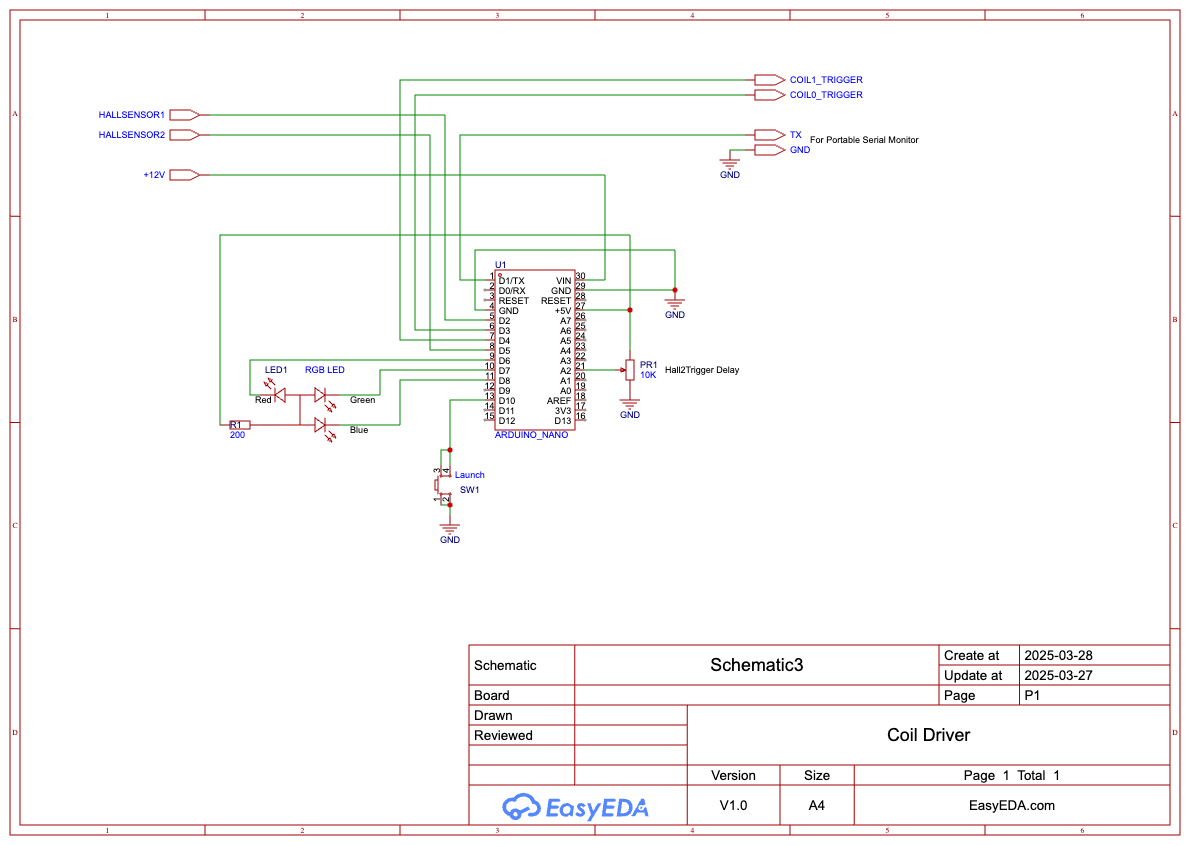 1 2 3 4 5 6
A A
B B
C C
D D
COIL1_TRIGGER
COIL0_TRIGGER
HALLSENSOR1
HALLSENSOR2
TX
For Portable Serial Monitor
GND
GND
+12V
U1
1 D1/TX VIN 30
2 D0/RX GND 29
3 RESET RESET 28
4 GND +5V 27
5 D2 A7 26
6 D3 A6 25
7 D4 A5 24
8 D5 A4 23
9 D6 A3 22
10 D7 A2 21
11 D8 A1 20
12 D9 A0 19
13 D10 AREF 18
14 D11 3V3 17
15 D12 D13 16
ARDUINO_NANO
GND
PR1
10K
Hall2Trigger Delay
GND
LED1 RGB LED
Red Green
Blue
R1
200
3 4
Launch
SW1
1 2
GND
Schematic Schematic3 Create at 2025-03-28
Update at 2025-03-27
Board Page P1
Drawn
Reviewed
Coil Driver
Version Size Page 1 Total 1
EasyEDA V1.0 A4 EasyEDA.com
1 2 3 4 5 6